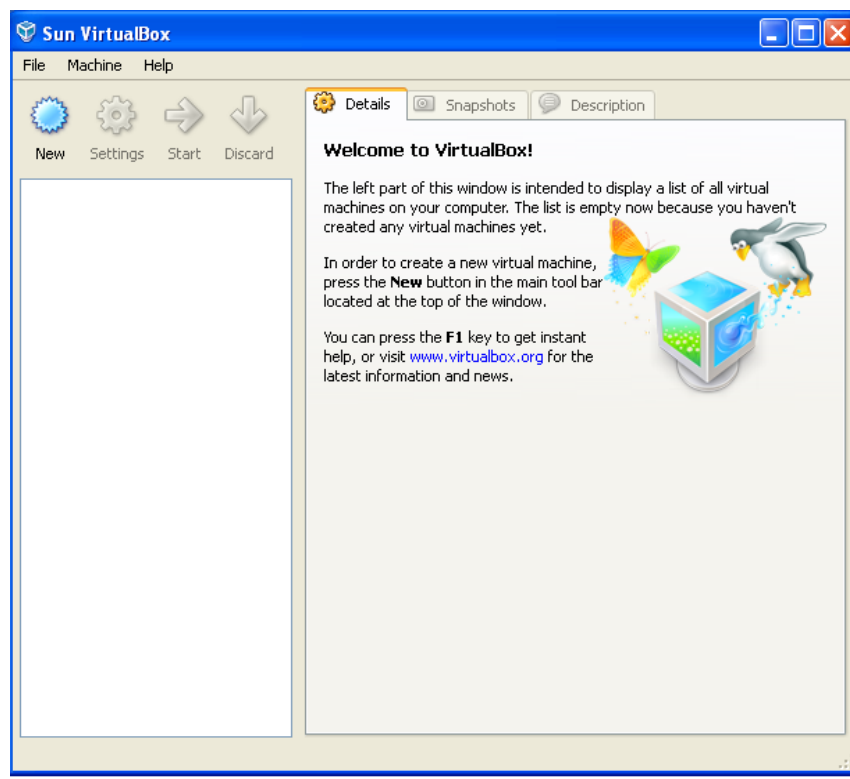 Sun VirtualBox
File Machine Help
New Settings Start Discard
Details Snapshots Description
Welcome to VirtualBox!
The left part of this window is intended to display a list of all virtual
machines on your computer. The list is empty now because you haven't
created any virtual machines yet.
In order to create a new virtual machine,
press the New button in the main tool bar
located at the top of the window.
You can press the F1 key to get instant
help, or visit www.virtualbox.org for the
latest information and news.